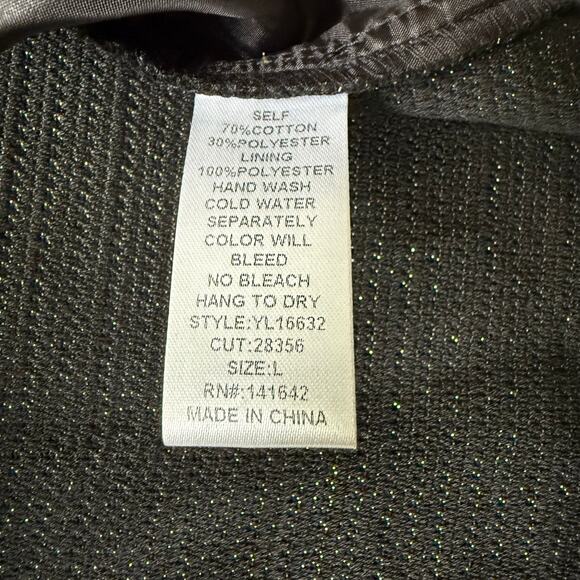 SELF
70%COTTON
30%POLYESTER
LINING
100%POLYESTER
HAND WASH
COLD WATER
SEPARATELY
COLOR WILL
BLEED
NO BLEACH
HANG TO DRY
STYLE:YL16632
CUT:28356
SIZE:L
RN#:141642
MADE IN CHINA